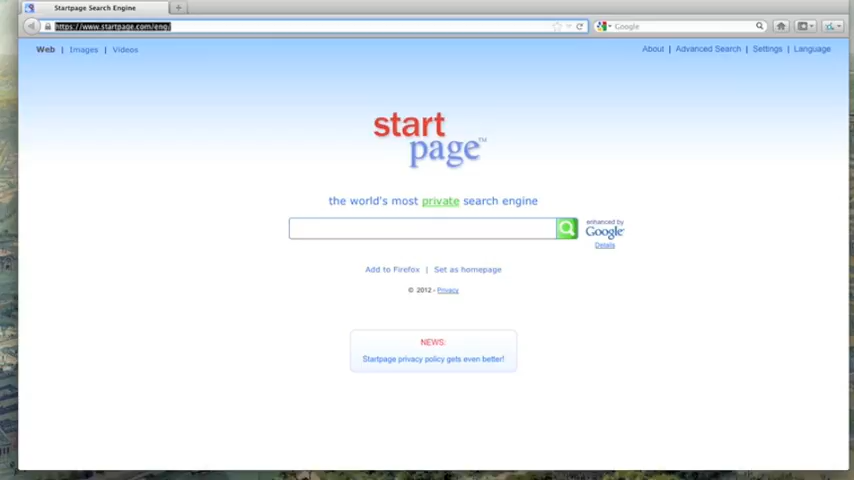 Startpage Search Engine
https://www.startpage.com/eng/
Google
Web | Images | Videos
About | Advanced Search | Settings | Language
start
page™
the world's most private search engine
enhanced by
Google
Details
Add to Firefox | Set as homepage
© 2012 - Privacy
NEWS:
Startpage privacy policy gets even better!